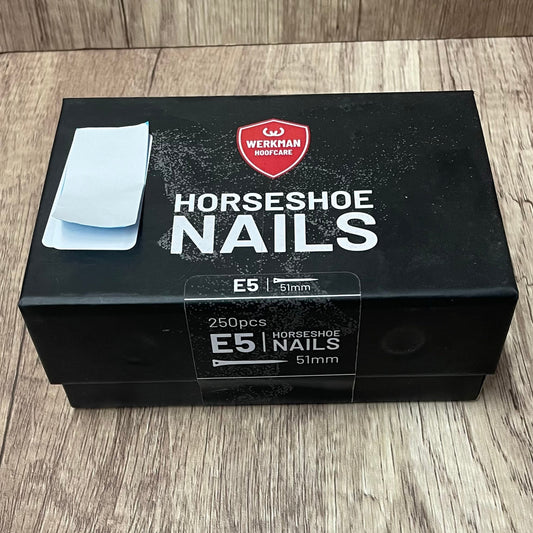 WERKMAN
HOOFCARE
HORSESHOE
NAILS
E5 51mm
250pcs
E5 HORSESHOE
NAILS
51mm